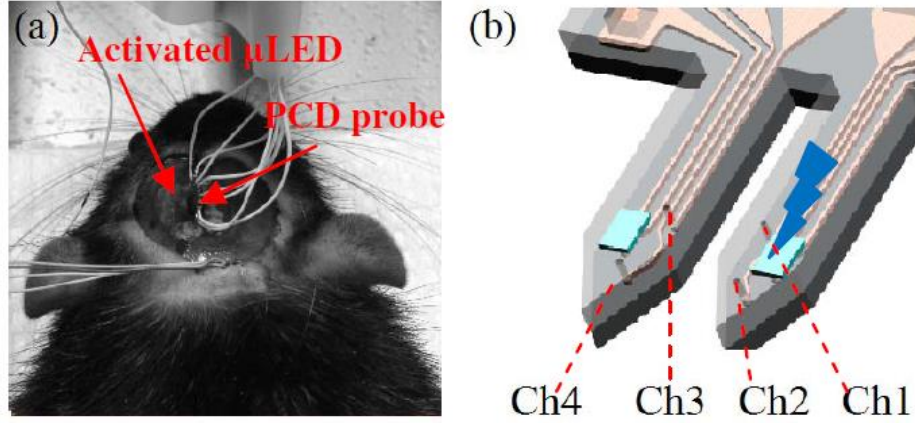 (a)
Activated μLED
PCD probe
(b)
Ch4 Ch3 Ch2 Ch1